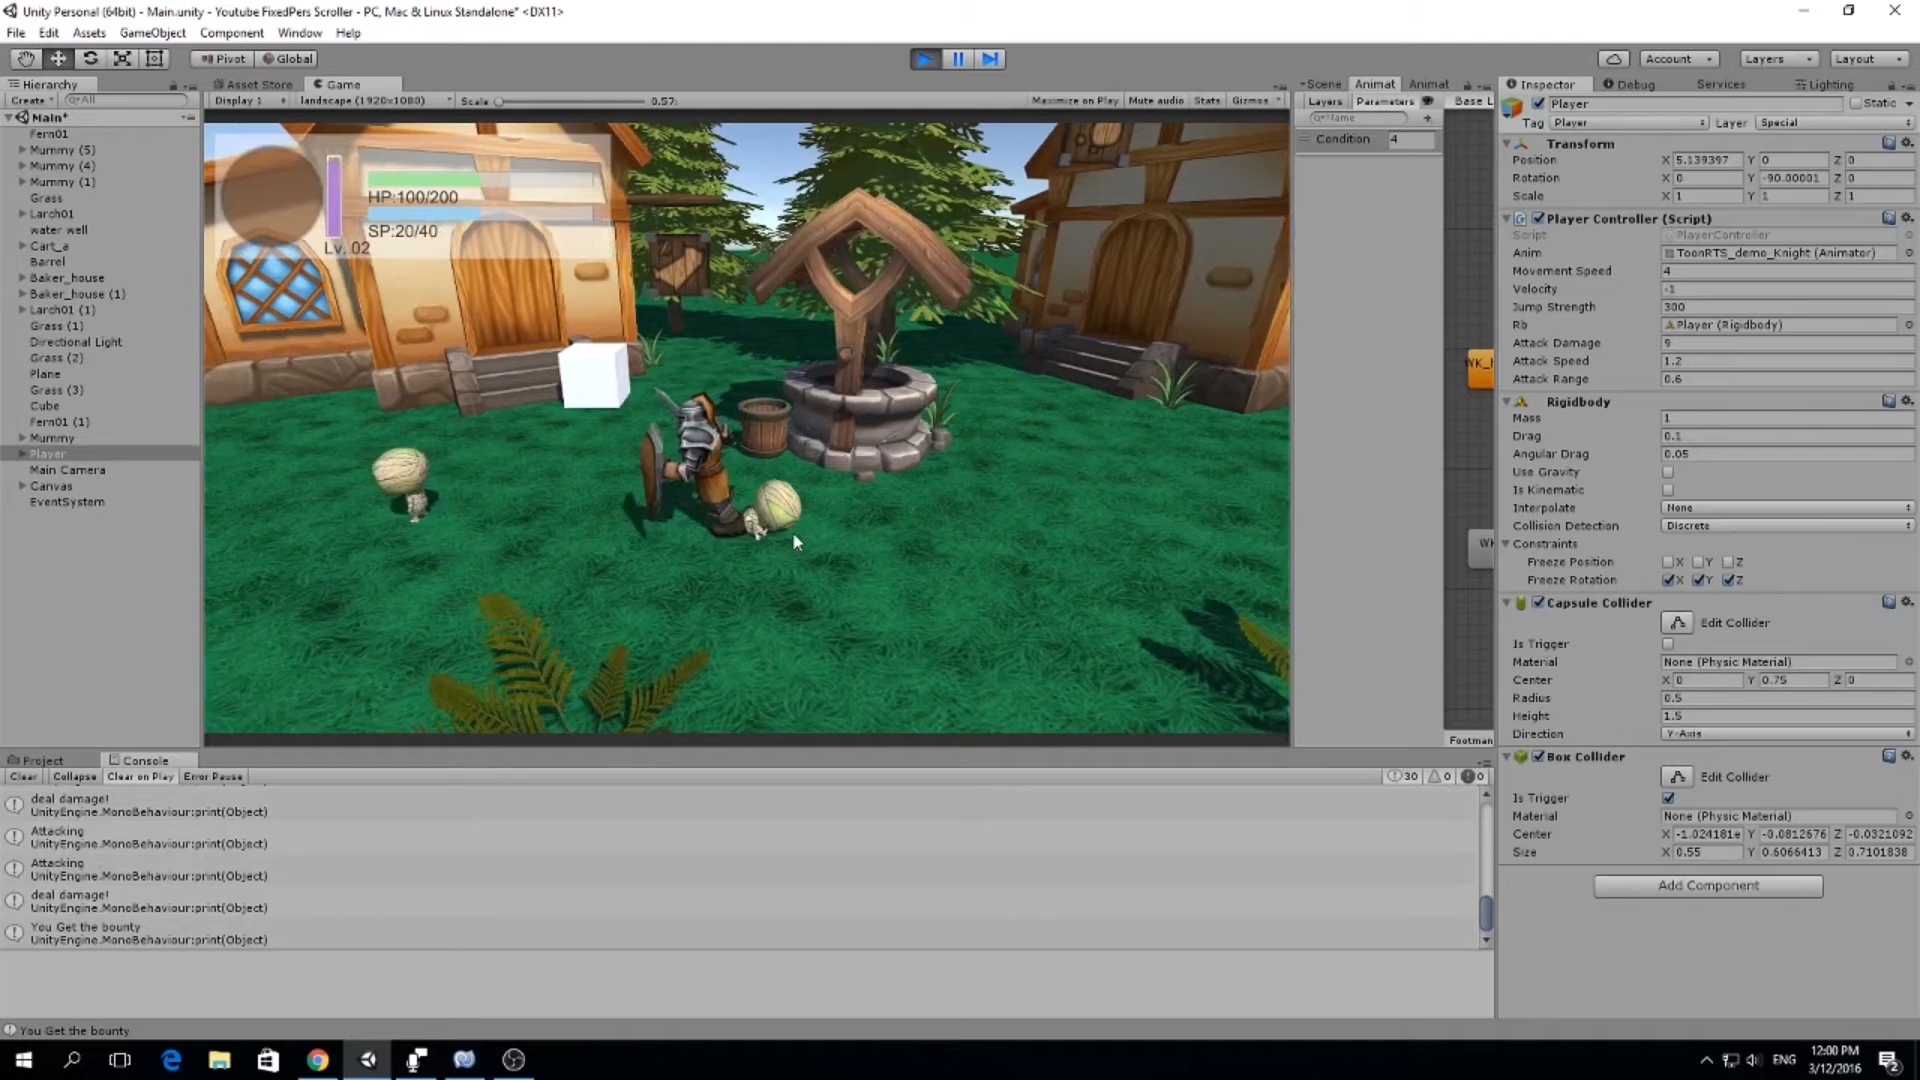 Unity Personal (64bit) - Main.unity - Youtube FixedPers Scroller - PC, Mac & Linux Standalone* <DX11>
File Edit Assets GameObject Component Window Help
Pivot Global
Account Layers Layout
Hierarchy
Create All
Main*
Fern01
Mummy (5)
Mummy (4)
Mummy (1)
Grass
Larch01
water well
Cart_a
Barrel
Baker_house
Baker_house (1)
Larch01 (1)
Grass (1)
Directional Light
Grass (2)
Plane
Grass (3)
Cube
Fern01 (1)
Mummy
Player
Main Camera
Canvas
EventSystem
Asset Store Game
Display 1 landscape (1920x1080) Scale 0.57: Maximize on Play Mute audio Stats Gizmos
HP:100/200
SP:20/40
Lv. 02
Scene Animat Animat
Layers Parameters Base L
Name
Condition 4
WK_
WK
Footman
Inspector Debug Services Lighting
Player Static
Tag Player Layer Special
Transform
Position X 5.139397 Y 0 Z 0
Rotation X 0 Y -90.00001 Z 0
Scale X 1 Y 1 Z 1
Player Controller (Script)
Script PlayerController
Anim ToonRTS_demo_Knight (Animator)
Movement Speed 4
Velocity -1
Jump Strength 300
Rb Player (Rigidbody)
Attack Damage 9
Attack Speed 1.2
Attack Range 0.6
Rigidbody
Mass 1
Drag 0.1
Angular Drag 0.05
Use Gravity
Is Kinematic
Interpolate None
Collision Detection Discrete
Constraints
Freeze Position X Y Z
Freeze Rotation X Y Z
Capsule Collider
Edit Collider
Is Trigger
Material None (Physic Material)
Center X 0 Y 0.75 Z 0
Radius 0.5
Height 1.5
Direction Y-Axis
Box Collider
Edit Collider
Is Trigger
Material None (Physic Material)
Center X -1.024181e Y -0.0812676 Z -0.0321092
Size X 0.55 Y 0.6066413 Z 0.7101838
Add Component
Project Console
Clear Collapse Clear on Play Error Pause 30 0 0
deal damage!
UnityEngine.MonoBehaviour:print(Object)
Attacking
UnityEngine.MonoBehaviour:print(Object)
Attacking
UnityEngine.MonoBehaviour:print(Object)
deal damage!
UnityEngine.MonoBehaviour:print(Object)
You Get the bounty
UnityEngine.MonoBehaviour:print(Object)
You Get the bounty
ENG
12:00 PM
3/12/2016
2